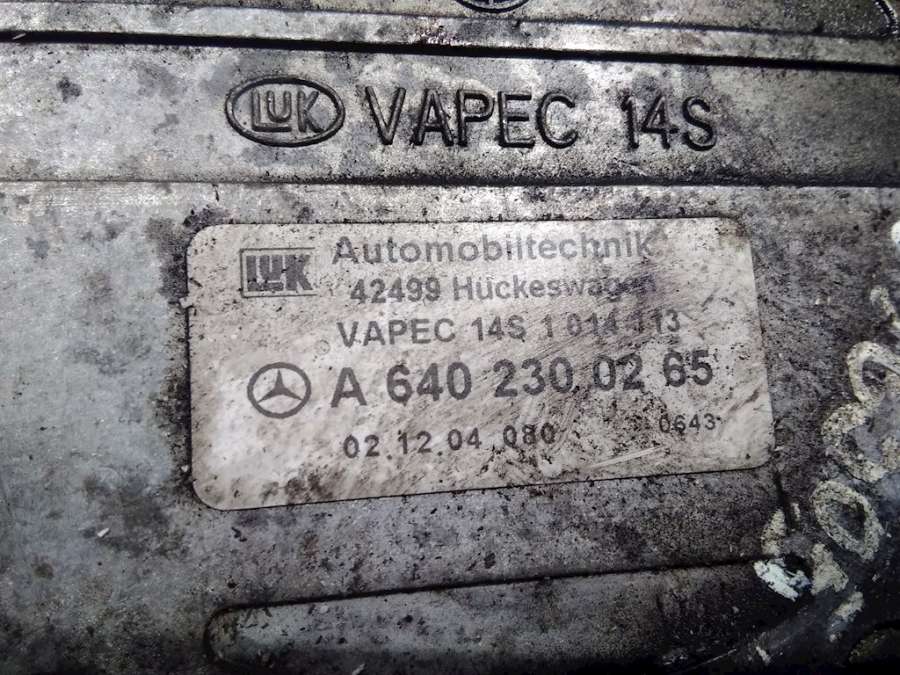 LUK VAPEC 14S
LUK Automobiltechnik
42499 Hückeswagen
VAPEC 14S 1 014 113
A 640 230 02 65
02.12.04 080 0643